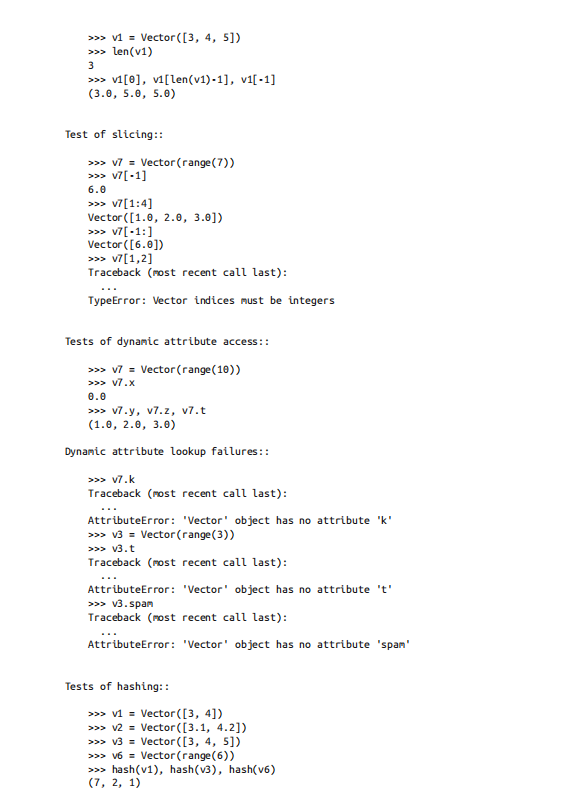 >>> v1 = Vector([3, 4, 5])
>>> len(v1)
3
>>> v1[0], v1[len(v1)-1], v1[-1]
(3.0, 5.0, 5.0)
Test of slicing::
>>> v7 = Vector(range(7))
>>> v7[-1]
6.0
>>> v7[1:4]
Vector([1.0, 2.0, 3.0])
>>> v7[-1:]
Vector([6.0])
>>> v7[1,2]
Traceback (most recent call last):
...
TypeError: Vector indices must be integers
Tests of dynamic attribute access::
>>> v7 = Vector(range(10))
>>> v7.x
0.0
>>> v7.y, v7.z, v7.t
(1.0, 2.0, 3.0)
Dynamic attribute lookup failures::
>>> v7.k
Traceback (most recent call last):
...
AttributeError: 'Vector' object has no attribute 'k'
>>> v3 = Vector(range(3))
>>> v3.t
Traceback (most recent call last):
...
AttributeError: 'Vector' object has no attribute 't'
>>> v3.spam
Traceback (most recent call last):
...
AttributeError: 'Vector' object has no attribute 'spam'
Tests of hashing::
>>> v1 = Vector([3, 4])
>>> v2 = Vector([3.1, 4.2])
>>> v3 = Vector([3, 4, 5])
>>> v6 = Vector(range(6))
>>> hash(v1), hash(v3), hash(v6)
(7, 2, 1)